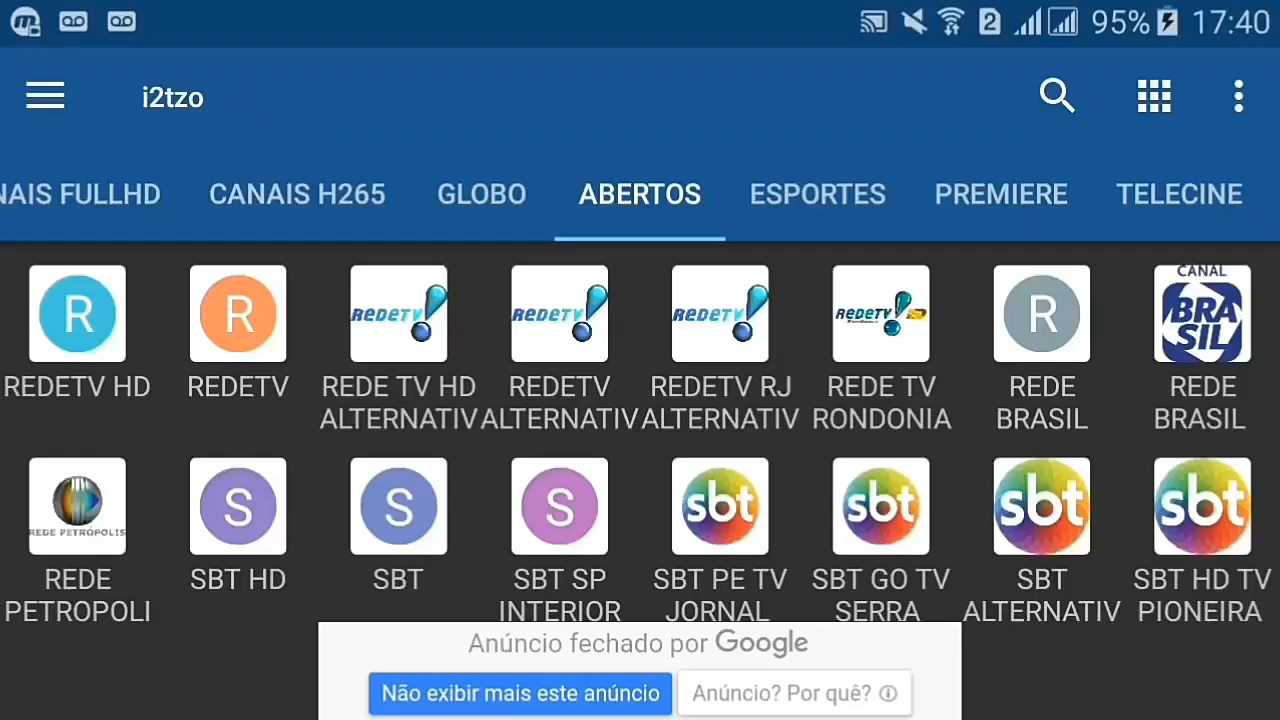 2 95% 17:40
i2tzo
NAIS FULLHD CANAIS H265 GLOBO ABERTOS ESPORTES PREMIERE TELECINE
R R REDETV! REDETV! REDETV! REDETV! R CANAL BRASIL
REDETV HD REDETV REDE TV HD ALTERNATIV REDETV ALTERNATIV REDETV RJ ALTERNATIV REDE TV RONDONIA REDE BRASIL REDE BRASIL
REDE PETRÓPOLIS S S S sbt sbt sbt sbt
REDE PETROPOLI SBT HD SBT SBT SP INTERIOR SBT PE TV JORNAL SBT GO TV SERRA SBT ALTERNATIV SBT HD TV PIONEIRA
Anúncio fechado por Google
Não exibir mais este anúncio Anúncio? Por quê?